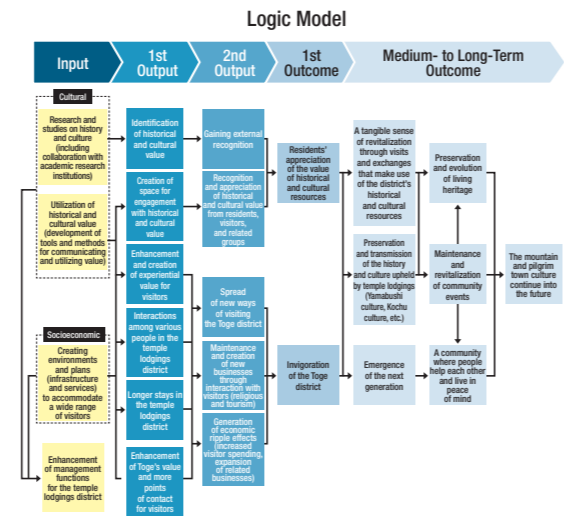 Logic Model
Input
1st
Output
2nd
Output
1st
Outcome
Medium- to Long-Term
Outcome
Cultural
Research and
studies on history
and culture
(including
collaboration with
academic research
institutions)
Utilization of
historical and
cultural value
(development of
tools and methods
for communicating
and utilizing value)
Socioeconomic
Creating
environments
and plans
(infrastructure
and services)
to accommodate
a wide range
of visitors
Enhancement
of management
functions
for the temple
lodgings district
Identification
of historical
and cultural
value
Creation of
space for
engagement
with historical
and cultural
value
Enhancement
and creation
of experiential
value for
visitors
Interactions
among various
people in the
temple
lodgings
district
Longer stays in
the temple
lodgings
district
Enhancement
of Toge's value
and more
points
of contact
for visitors
Gaining external
recognition
Recognition
and appreciation
of historical
and cultural value
from residents,
visitors,
and related
groups
Spread
of new ways
of visiting
the Toge district
Maintenance
and creation
of new
businesses
through
interaction with
visitors (religious
and tourism)
Generation
of economic
ripple effects
(increased
visitor spending,
expansion
of related
businesses)
Residents'
appreciation
of the value
of historical
and cultural
resources
Invigoration
of the Toge
district
A tangible sense
of revitalization
through visits
and exchanges
that make use
of the district's
historical
and cultural
resources
Preservation
and transmission
of the history
and culture upheld
by temple lodgings
(Yamabushi
culture, Kochu
culture, etc.)
Emergence
of the next
generation
Preservation
and evolution
of living
heritage
Maintenance
and
revitalization
of community
events
A community
where people
help each other
and live in
peace
of mind
The mountain
and pilgrim
town culture
continue into
the future